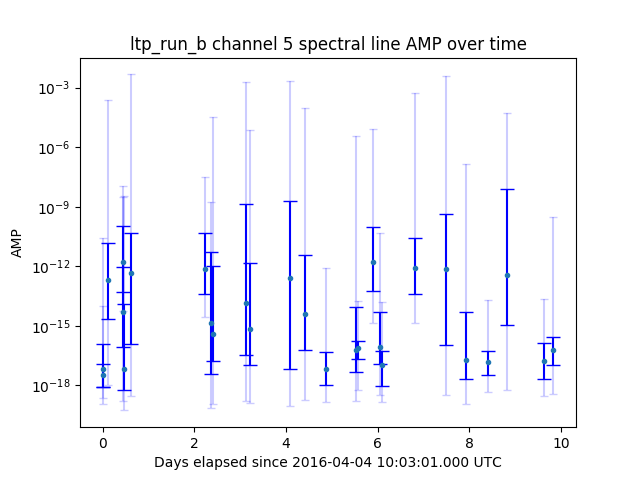 ltp_run_b channel 5 spectral line AMP over time
AMP
10⁻³
10⁻⁶
10⁻⁹
10⁻¹²
10⁻¹⁵
10⁻¹⁸
0 2 4 6 8 10
Days elapsed since 2016-04-04 10:03:01.000 UTC